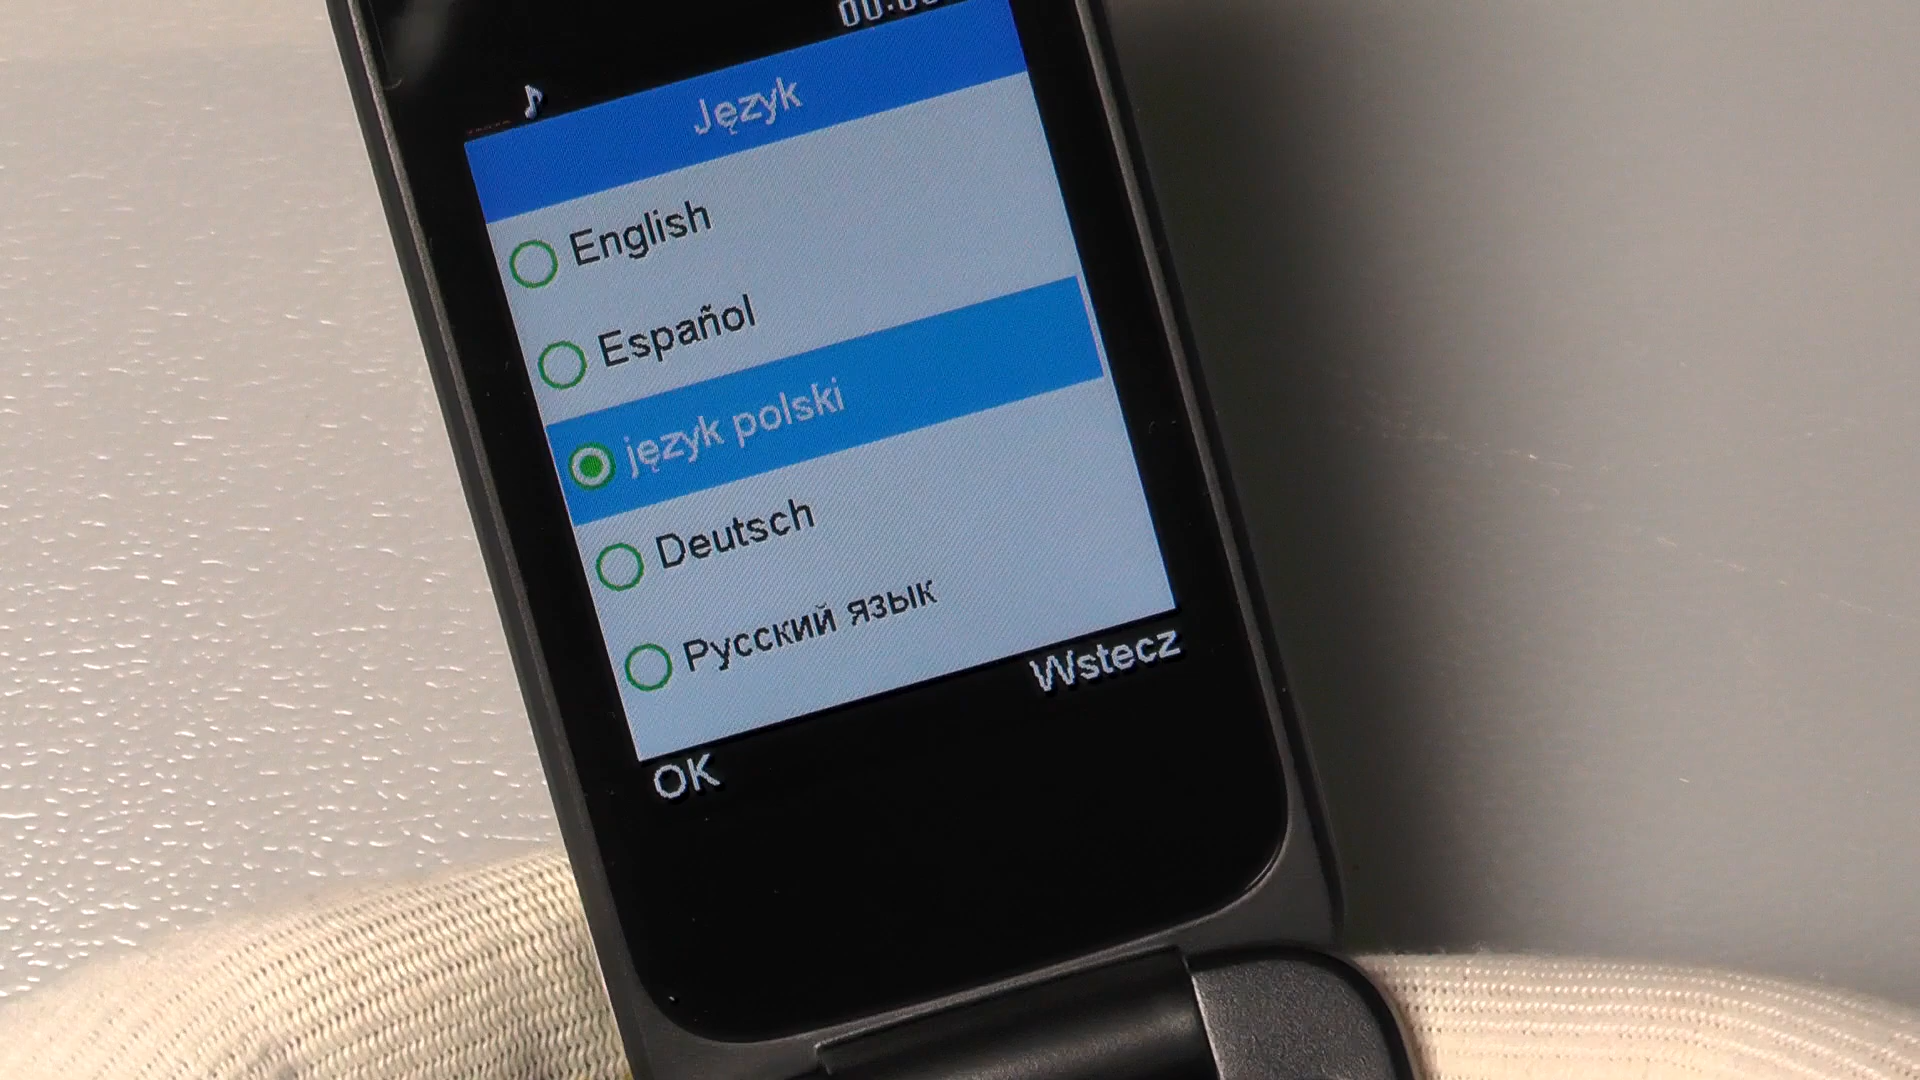 Język
English
Español
język polski
Deutsch
Русский язык
Wstecz
OK